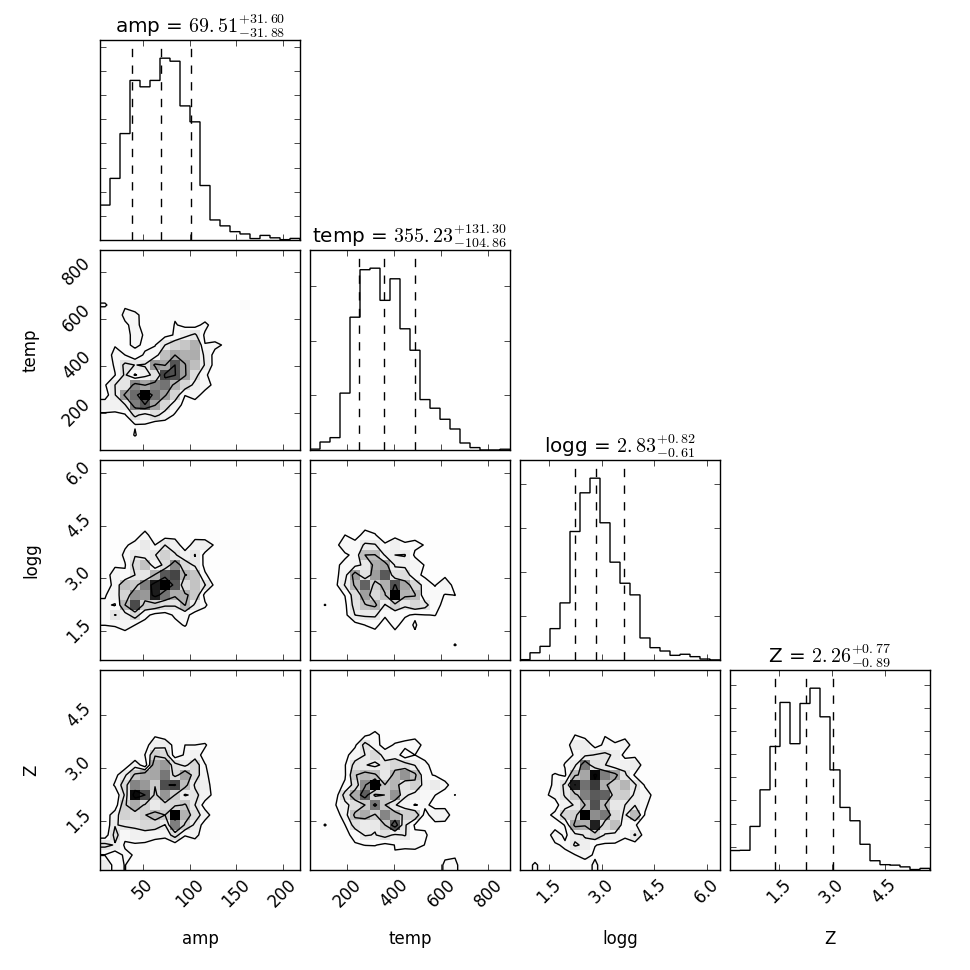 amp = 69.51 +31.60 −31.88
temp = 355.23 +131.30 −104.86
800
600
400
200
temp
logg = 2.83 +0.82 −0.61
6.0
4.5
3.0
1.5
logg
Z = 2.26 +0.77 −0.89
4.5
3.0
1.5
Z
50 100 150 200 200 400 600 800 1.5 3.0 4.5 6.0 1.5 3.0 4.5
amp temp logg Z